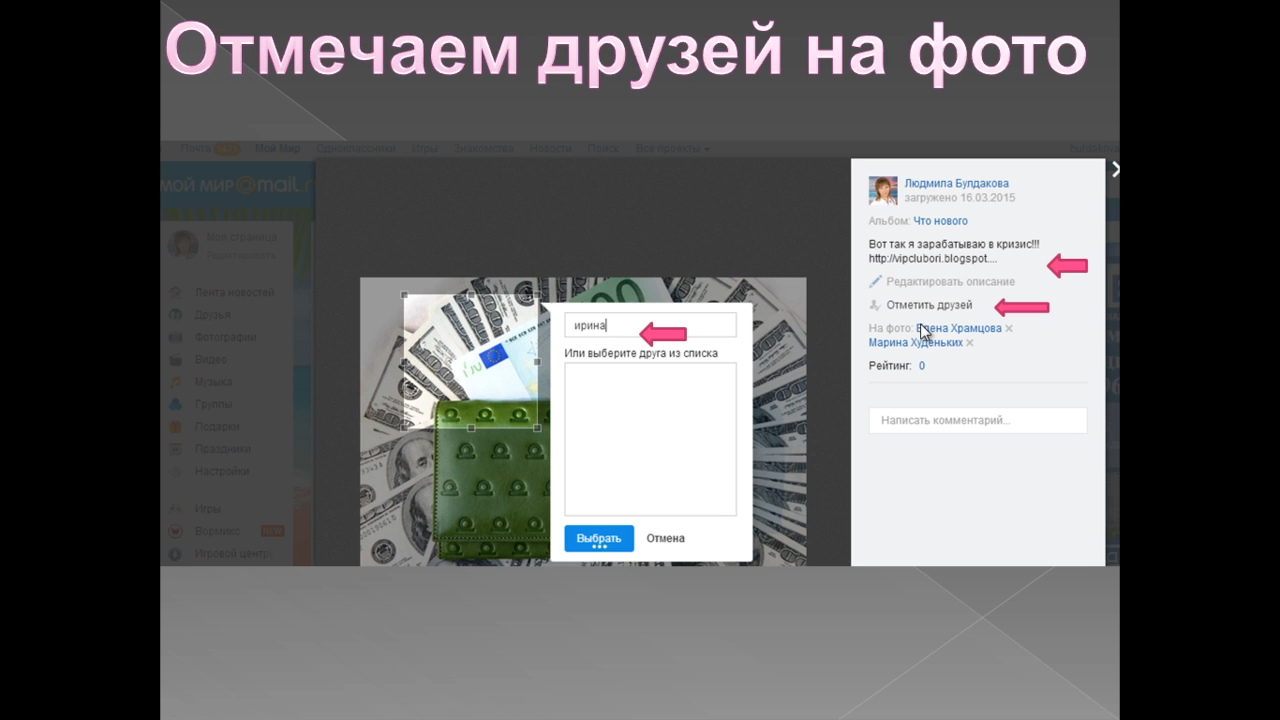 Отмечаем друзей на фото
Почта
Мой Мир Одноклассники Игры Знакомства Новости Поиск Все проекты
МОЙ МИР@mail.r
Моя страница
Редактировать
Лента новостей
Друзья
Фотографии
Видео
Музыка
Группы
Подарки
Праздники
Настройки
Игры
Вормикс NEW
Игровой центр
ирина
Или выберите друга из списка
Выбрать Отмена
Людмила Булдакова
загружено 16.03.2015
Альбом: Что нового
Вот так я зарабатываю в кризис!!!
http://vipclubori.blogspot....
Редактировать описание
Отметить друзей
На фото: Елена Храмцова ×
Марина Худеньких ×
Рейтинг: 0
Написать комментарий...